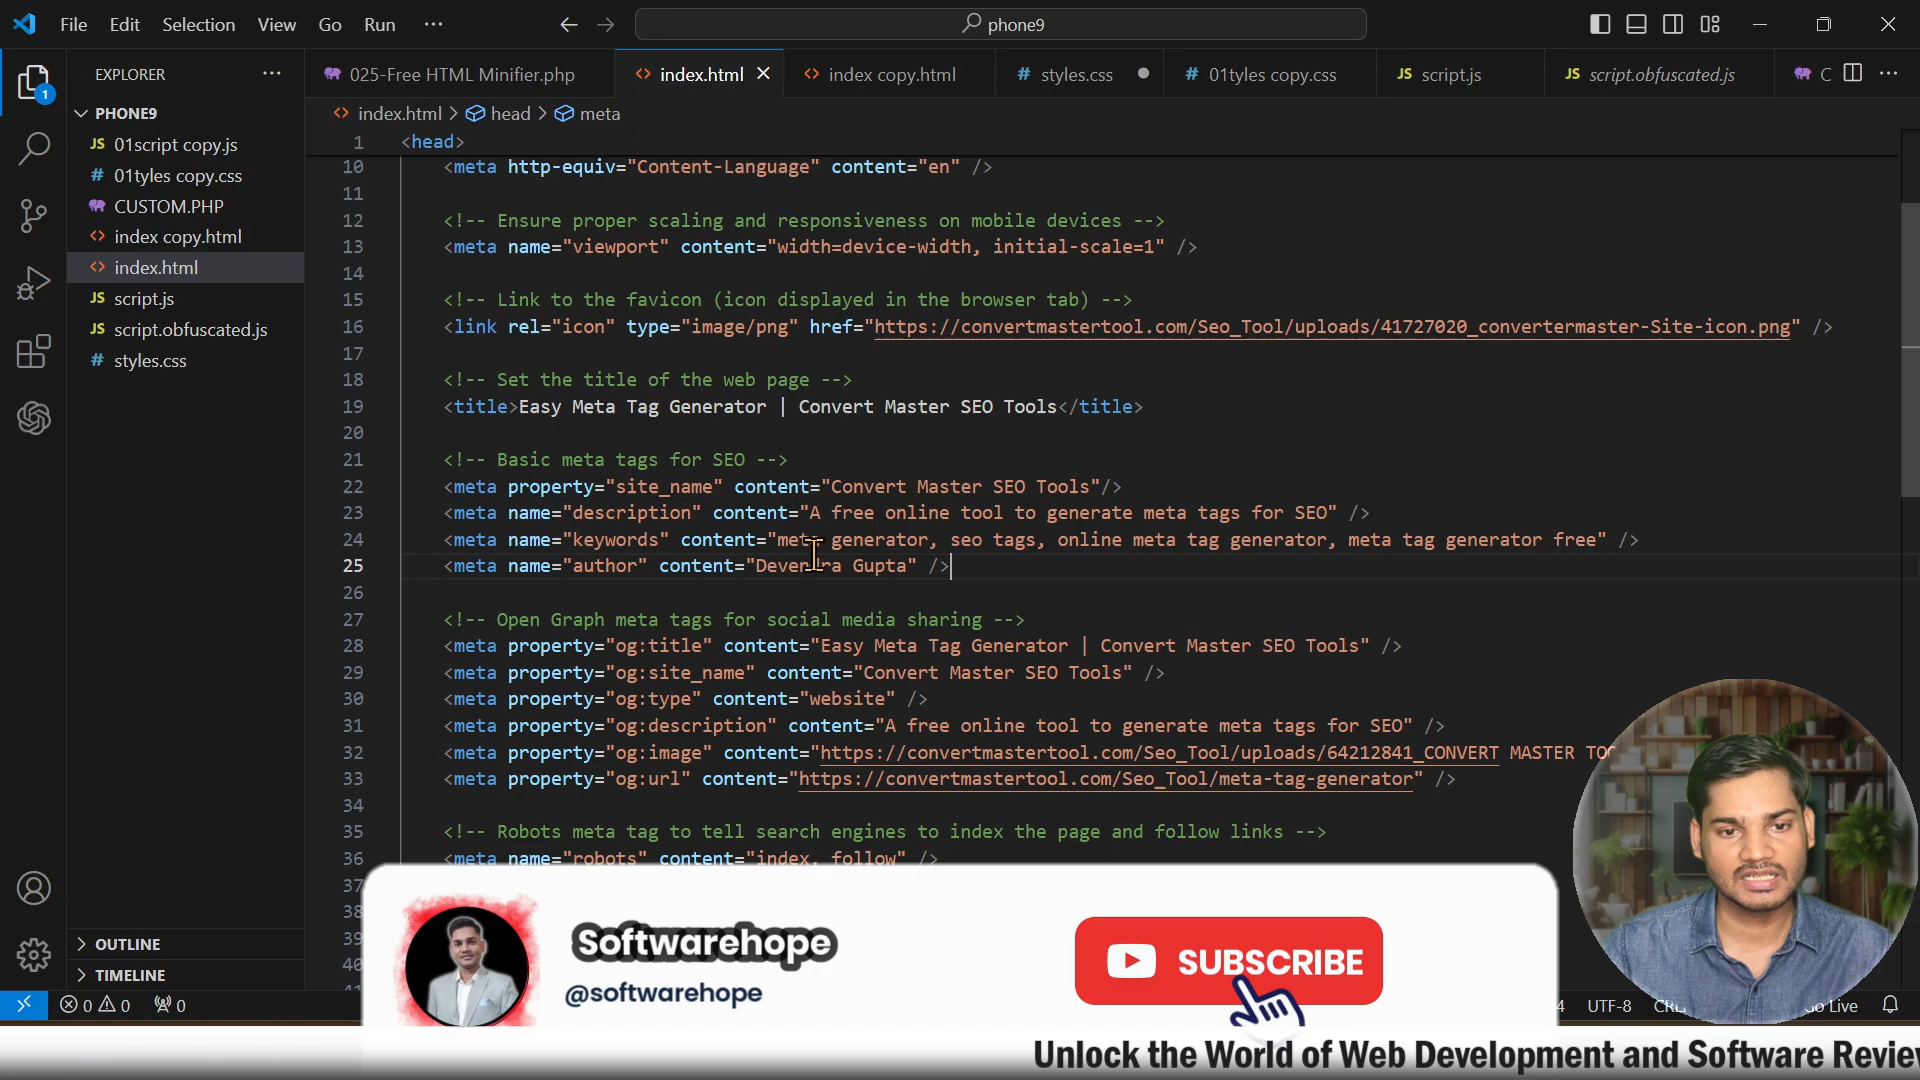 File Edit Selection View Go Run ···
phone9
EXPLORER ···
025-Free HTML Minifier.php
index.html
index copy.html
styles.css
01tyles copy.css
script.js
script.obfuscated.js
C
···
1
PHONE9
01script copy.js
01tyles copy.css
CUSTOM.PHP
index copy.html
index.html
script.js
script.obfuscated.js
styles.css
OUTLINE
TIMELINE
index.html > head > meta
1 <head>
10 <meta http-equiv="Content-Language" content="en" />
11
12 <!-- Ensure proper scaling and responsiveness on mobile devices -->
13 <meta name="viewport" content="width=device-width, initial-scale=1" />
14
15 <!-- Link to the favicon (icon displayed in the browser tab) -->
16 <link rel="icon" type="image/png" href="https://convertmastertool.com/Seo_Tool/uploads/41727020_convertermaster-Site-icon.png" />
17
18 <!-- Set the title of the web page -->
19 <title>Easy Meta Tag Generator | Convert Master SEO Tools</title>
20
21 <!-- Basic meta tags for SEO -->
22 <meta property="site_name" content="Convert Master SEO Tools"/>
23 <meta name="description" content="A free online tool to generate meta tags for SEO" />
24 <meta name="keywords" content="meta generator, seo tags, online meta tag generator, meta tag generator free" />
25 <meta name="author" content="Devendra Gupta" />
26
27 <!-- Open Graph meta tags for social media sharing -->
28 <meta property="og:title" content="Easy Meta Tag Generator | Convert Master SEO Tools" />
29 <meta property="og:site_name" content="Convert Master SEO Tools" />
30 <meta property="og:type" content="website" />
31 <meta property="og:description" content="A free online tool to generate meta tags for SEO" />
32 <meta property="og:image" content="https://convertmastertool.com/Seo_Tool/uploads/64212841_CONVERT MASTER TOO
33 <meta property="og:url" content="https://convertmastertool.com/Seo_Tool/meta-tag-generator" />
34
35 <!-- Robots meta tag to tell search engines to index the page and follow links -->
36 <meta name="robots" content="index, follow" />
37
38
39
40
Softwarehope
@softwarehope
SUBSCRIBE
0 0 0
4 UTF-8 Live
Unlock the World of Web Development and Software Review